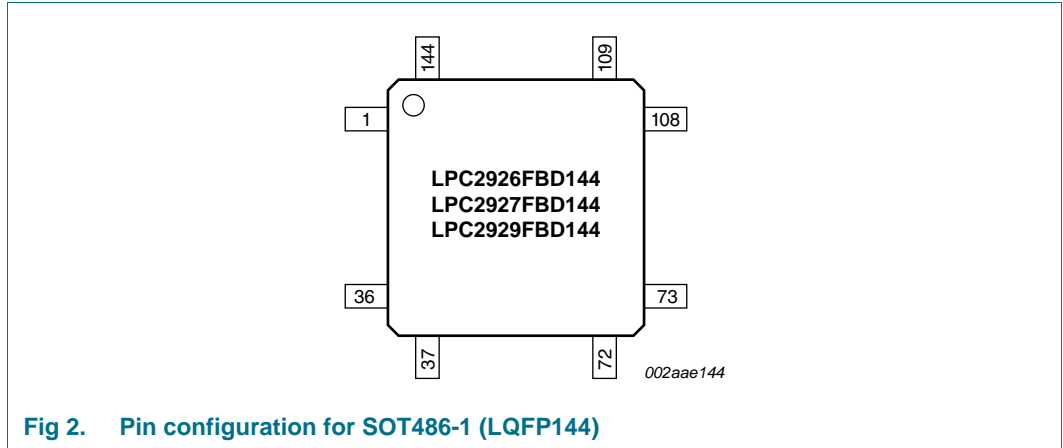 144
109
1
108
LPC2926FBD144
LPC2927FBD144
LPC2929FBD144
36
73
37
72
002aae144
Fig 2. Pin configuration for SOT486-1 (LQFP144)